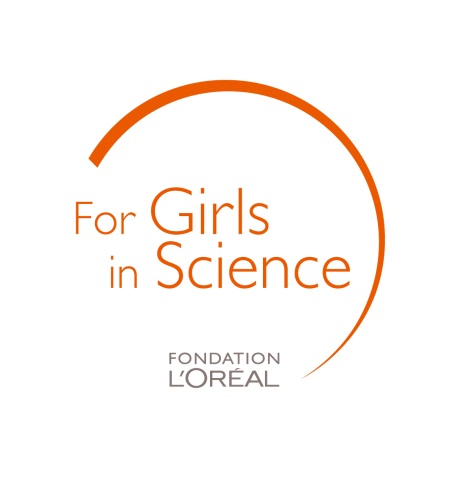 For Girls
in Science
FONDATION
L'ORÉAL